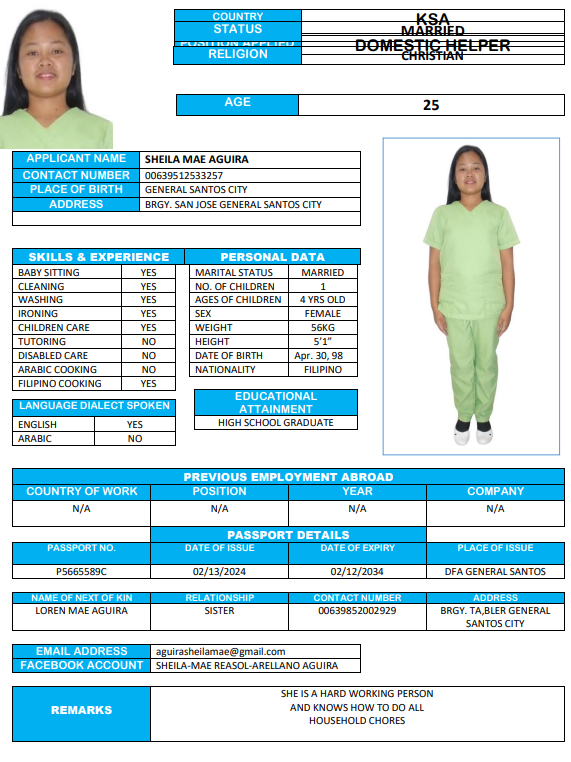 COUNTRY KSA
STATUS MARRIED
POSITION APPLIED DOMESTIC HELPER
RELIGION CHRISTIAN
AGE 25
APPLICANT NAME SHEILA MAE AGUIRA
CONTACT NUMBER 00639512533257
PLACE OF BIRTH GENERAL SANTOS CITY
ADDRESS BRGY. SAN JOSE GENERAL SANTOS CITY
SKILLS & EXPERIENCE PERSONAL DATA
BABY SITTING YES MARITAL STATUS MARRIED
CLEANING YES NO. OF CHILDREN 1
WASHING YES AGES OF CHILDREN 4 YRS OLD
IRONING YES SEX FEMALE
CHILDREN CARE YES WEIGHT 56KG
TUTORING NO HEIGHT 5'1"
DISABLED CARE NO DATE OF BIRTH Apr. 30, 98
ARABIC COOKING NO NATIONALITY FILIPINO
FILIPINO COOKING YES
LANGUAGE DIALECT SPOKEN
ENGLISH YES
ARABIC NO
EDUCATIONAL
ATTAINMENT
HIGH SCHOOL GRADUATE
PREVIOUS EMPLOYMENT ABROAD
COUNTRY OF WORK POSITION YEAR COMPANY
N/A N/A N/A N/A
PASSPORT DETAILS
PASSPORT NO. DATE OF ISSUE DATE OF EXPIRY PLACE OF ISSUE
P5665589C 02/13/2024 02/12/2034 DFA GENERAL SANTOS
NAME OF NEXT OF KIN RELATIONSHIP CONTACT NUMBER ADDRESS
LOREN MAE AGUIRA SISTER 00639852002929 BRGY. TA,BLER GENERAL
SANTOS CITY
EMAIL ADDRESS aguirasheilamae@gmail.com
FACEBOOK ACCOUNT SHEILA-MAE REASOL-ARELLANO AGUIRA
REMARKS
SHE IS A HARD WORKING PERSON
AND KNOWS HOW TO DO ALL
HOUSEHOLD CHORES